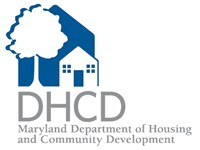 DHCD
Maryland Department of Housing
and Community Development